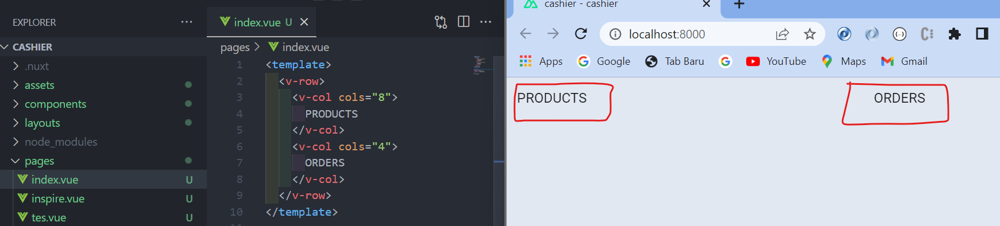 EXPLORER ...
CASHIER
.nuxt
assets
components
layouts
node_modules
pages
index.vue U
inspire.vue U
tes.vue U
index.vue U
pages > index.vue
1 <template>
2 <v-row>
3 <v-col cols="8">
4 PRODUCTS
5 </v-col>
6 <v-col cols="4">
7 ORDERS
8 </v-col>
9 </v-row>
10 </template>
cashier - cashier
localhost:8000
Apps Google Tab Baru YouTube Maps Gmail
PRODUCTS ORDERS